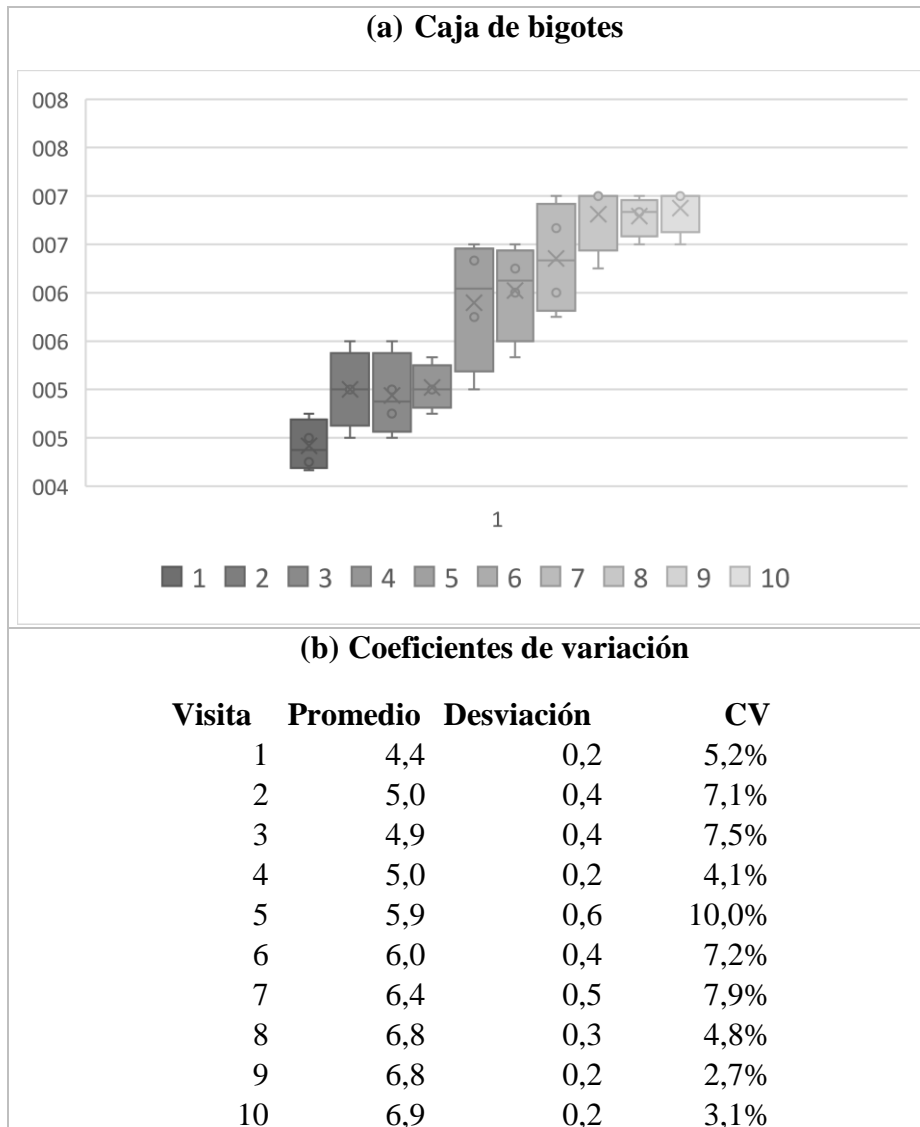 (a) Caja de bigotes
008
008
007
007
006
006
005
005
004
1
1 2 3 4 5 6 7 8 9 10
(b) Coeficientes de variación
Visita Promedio Desviación CV
1 4,4 0,2 5,2%
2 5,0 0,4 7,1%
3 4,9 0,4 7,5%
4 5,0 0,2 4,1%
5 5,9 0,6 10,0%
6 6,0 0,4 7,2%
7 6,4 0,5 7,9%
8 6,8 0,3 4,8%
9 6,8 0,2 2,7%
10 6,9 0,2 3,1%